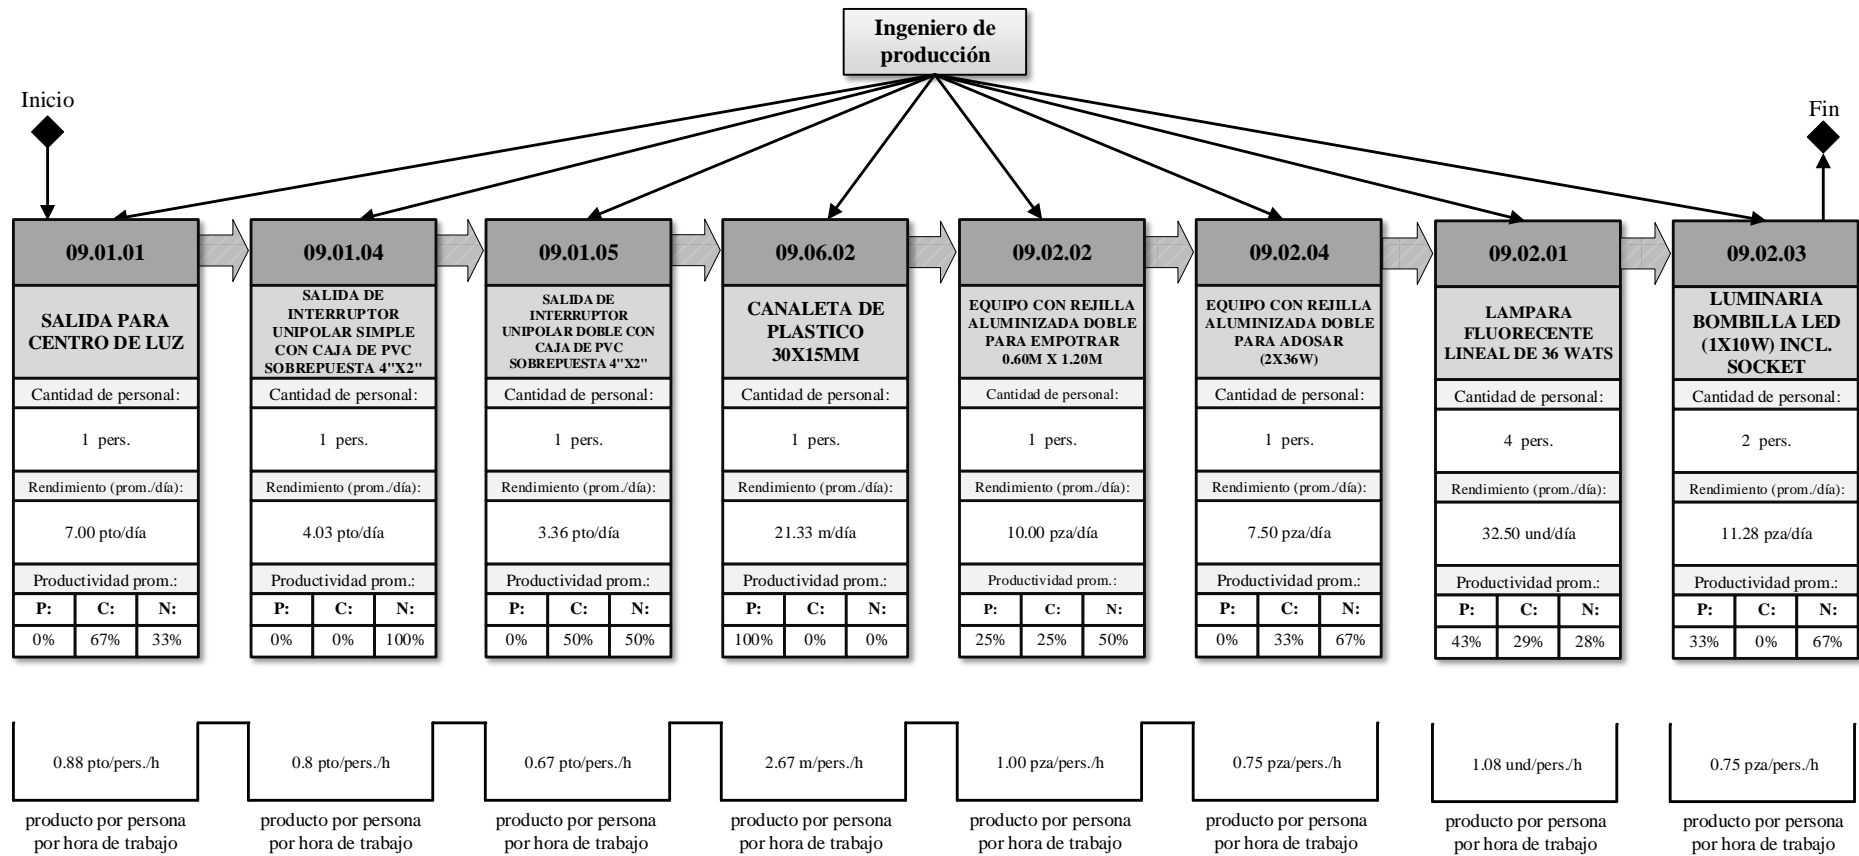 Ingeniero de
producción
Inicio
Fin
09.01.01
SALIDA PARA
CENTRO DE LUZ
Cantidad de personal:
1 pers.
Rendimiento (prom./día):
7.00 pto/día
Productividad prom.:
P: C: N:
0% 67% 33%
09.01.04
SALIDA DE
INTERRUPTOR
UNIPOLAR SIMPLE
CON CAJA DE PVC
SOBREPUESTA 4"X2"
Cantidad de personal:
1 pers.
Rendimiento (prom./día):
4.03 pto/día
Productividad prom.:
P: C: N:
0% 0% 100%
09.01.05
SALIDA DE
INTERRUPTOR
UNIPOLAR DOBLE CON
CAJA DE PVC
SOBREPUESTA 4"X2"
Cantidad de personal:
1 pers.
Rendimiento (prom./día):
3.36 pto/día
Productividad prom.:
P: C: N:
0% 50% 50%
09.06.02
CANALETA DE
PLASTICO
30X15MM
Cantidad de personal:
1 pers.
Rendimiento (prom./día):
21.33 m/día
Productividad prom.:
P: C: N:
100% 0% 0%
09.02.02
EQUIPO CON REJILLA
ALUMINIZADA DOBLE
PARA EMPOTRAR
0.60M X 1.20M
Cantidad de personal:
1 pers.
Rendimiento (prom./día):
10.00 pza/día
Productividad prom.:
P: C: N:
25% 25% 50%
09.02.04
EQUIPO CON REJILLA
ALUMINIZADA DOBLE
PARA ADOSAR
(2X36W)
Cantidad de personal:
1 pers.
Rendimiento (prom./día):
7.50 pza/día
Productividad prom.:
P: C: N:
0% 33% 67%
09.02.01
LAMPARA
FLUORECENTE
LINEAL DE 36 WATS
Cantidad de personal:
4 pers.
Rendimiento (prom./día):
32.50 und/día
Productividad prom.:
P: C: N:
43% 29% 28%
09.02.03
LUMINARIA
BOMBILLA LED
(1X10W) INCL.
SOCKET
Cantidad de personal:
2 pers.
Rendimiento (prom./día):
11.28 pza/día
Productividad prom.:
P: C: N:
33% 0% 67%
0.88 pto/pers./h
producto por persona
por hora de trabajo
0.8 pto/pers./h
producto por persona
por hora de trabajo
0.67 pto/pers./h
producto por persona
por hora de trabajo
2.67 m/pers./h
producto por persona
por hora de trabajo
1.00 pza/pers./h
producto por persona
por hora de trabajo
0.75 pza/pers./h
producto por persona
por hora de trabajo
1.08 und/pers./h
producto por persona
por hora de trabajo
0.75 pza/pers./h
producto por persona
por hora de trabajo